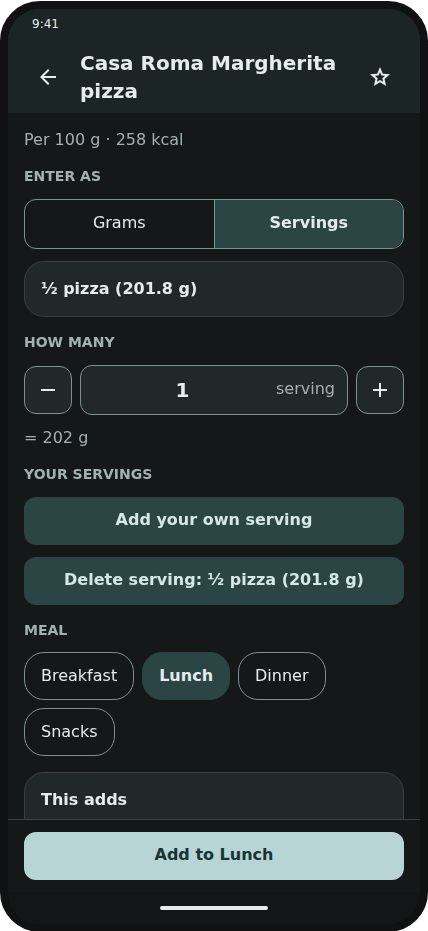 9:41
Casa Roma Margherita
pizza
Per 100 g · 258 kcal
ENTER AS
Grams
Servings
½ pizza (201.8 g)
HOW MANY
1
serving
= 202 g
YOUR SERVINGS
Add your own serving
Delete serving: ½ pizza (201.8 g)
MEAL
Breakfast
Lunch
Dinner
Snacks
This adds
Add to Lunch